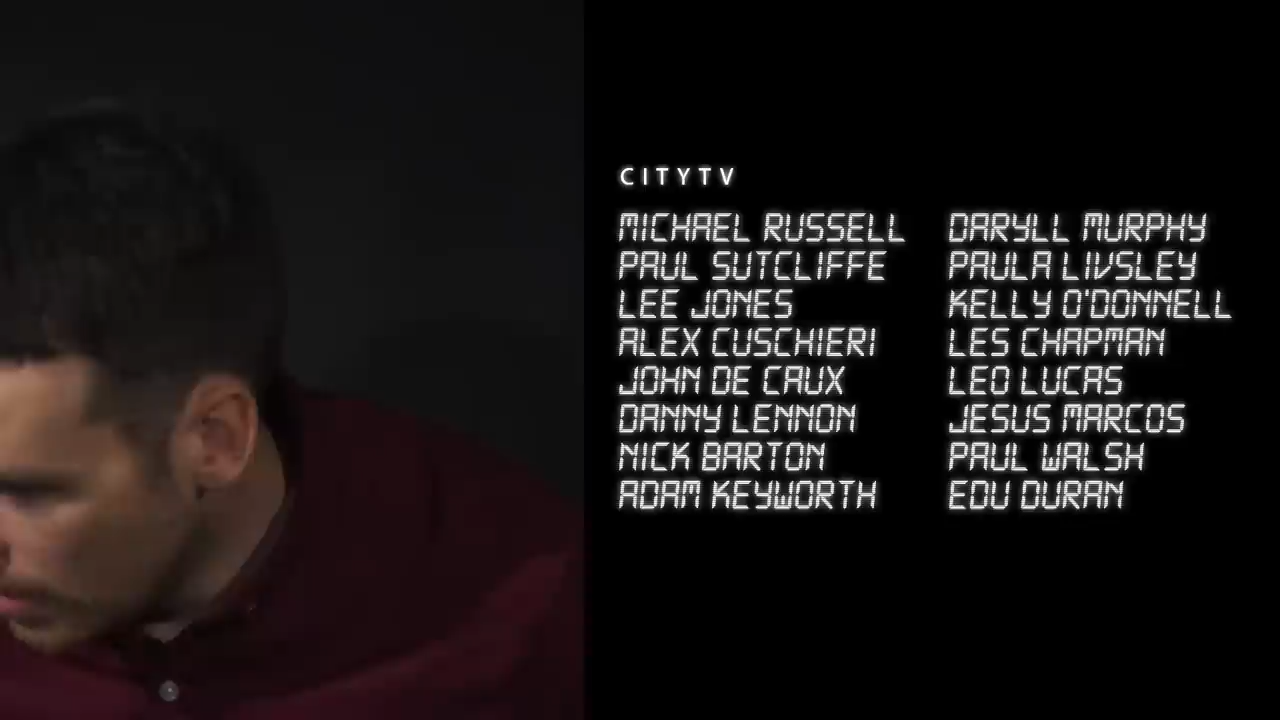 CITYTV
MICHAEL RUSSELL
PAUL SUTCLIFFE
LEE JONES
ALEX CUSCHIERI
JOHN DE CAUX
DANNY LENNON
NICK BARTON
ADAM KEYWORTH
DARYLL MURPHY
PAULA LIVSLEY
KELLY O'DONNELL
LES CHAPMAN
LEO LUCAS
JESUS MARCOS
PAUL WALSH
EDU DURAN